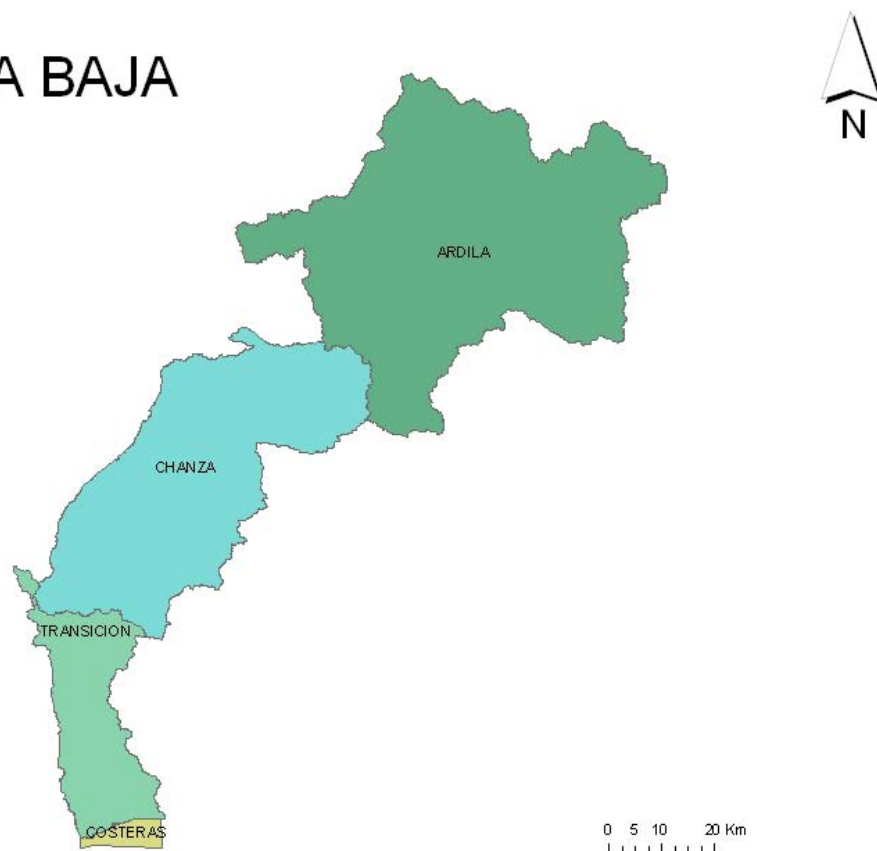 A BAJA
N
ARDILA
CHANZA
TRANSICION
COSTERAS
0 5 10 20 Km